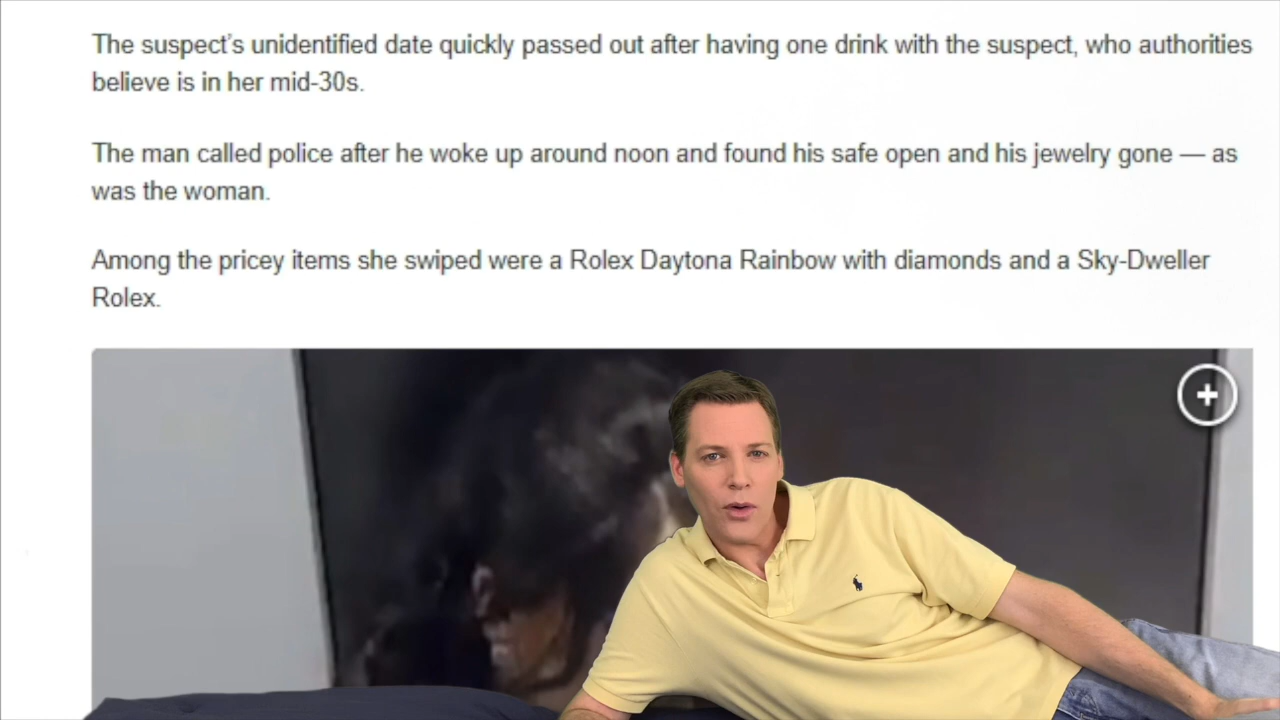 The suspect’s unidentified date quickly passed out after having one drink with the suspect, who authorities
believe is in her mid-30s.
The man called police after he woke up around noon and found his safe open and his jewelry gone — as
was the woman.
Among the pricey items she swiped were a Rolex Daytona Rainbow with diamonds and a Sky-Dweller
Rolex.